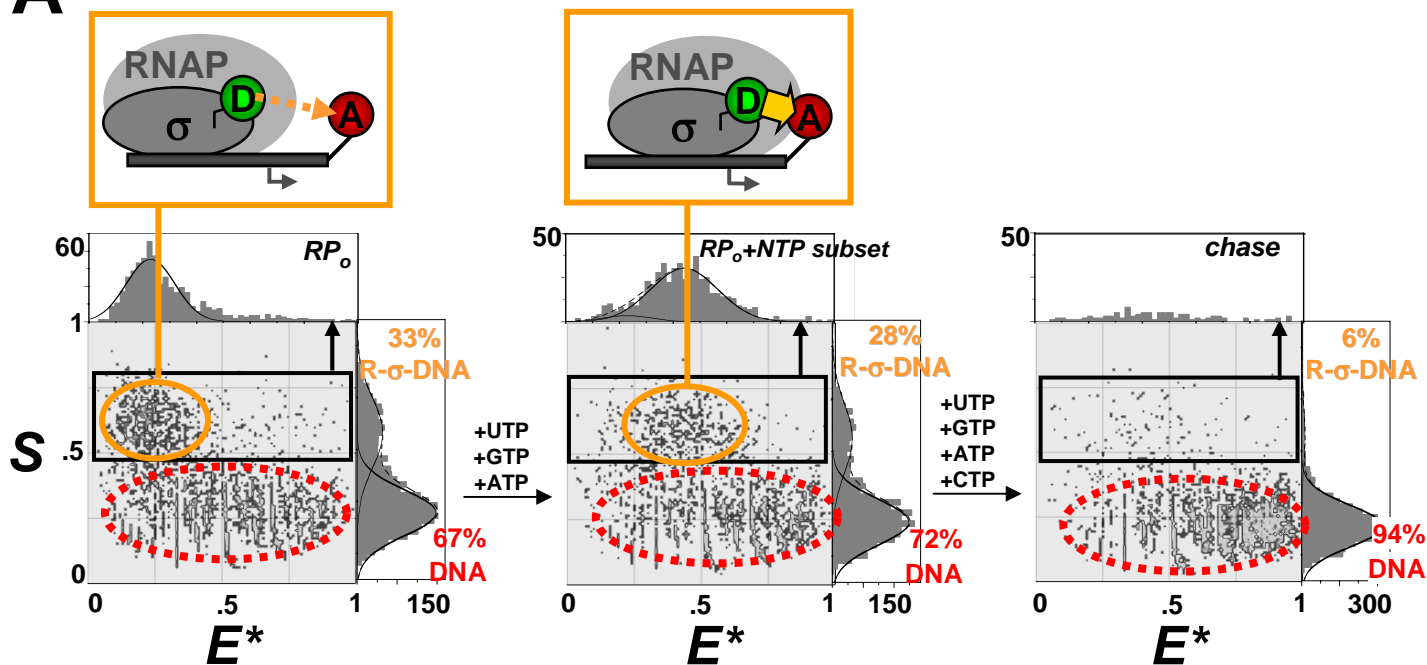 A
RNAP
D
A
σ
RNAP
D
A
σ
60
1
RPo
33%
R-σ-DNA
50
RPo+NTP subset
28%
R-σ-DNA
50
chase
6%
R-σ-DNA
S
.5
0
67%
DNA
+UTP
+GTP
+ATP
72%
DNA
+UTP
+GTP
+ATP
+CTP
94%
DNA
0 .5 1 150
E*
0 .5 1 150
E*
0 .5 1 300
E*